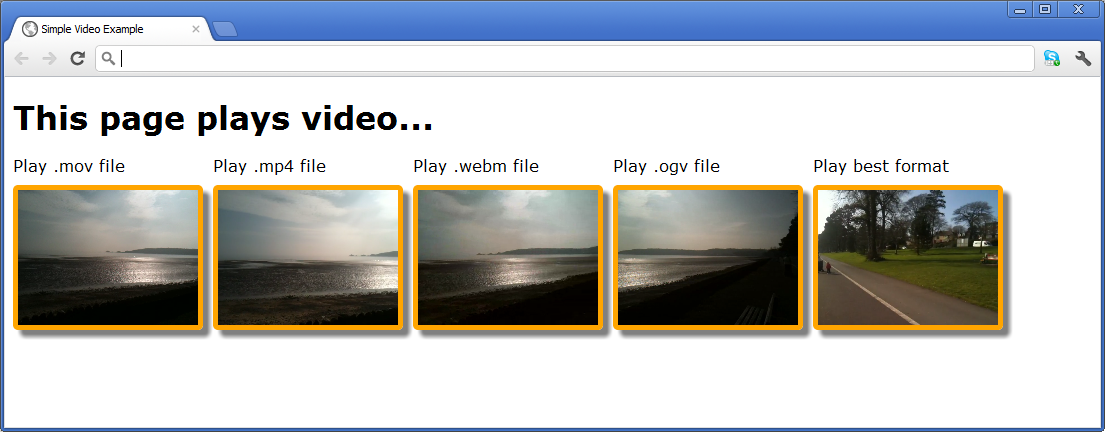 Simple Video Example
This page plays video...
Play .mov file
Play .mp4 file
Play .webm file
Play .ogv file
Play best format